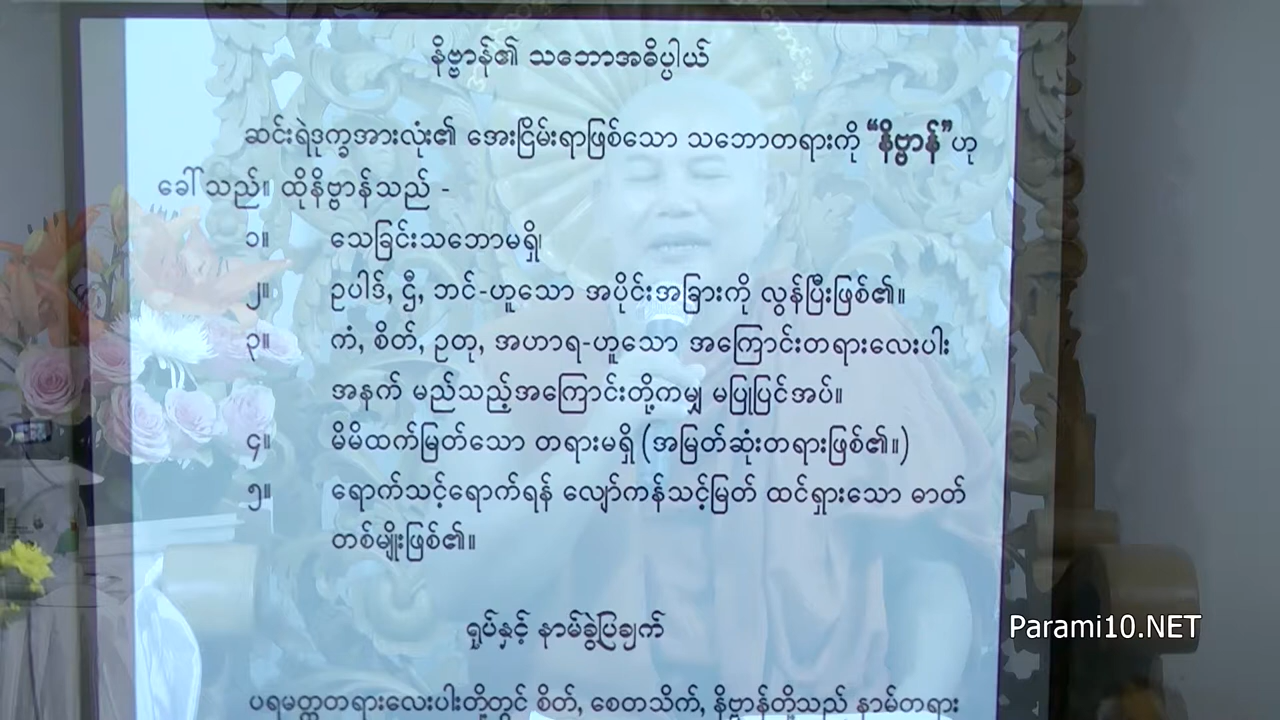 နိဗ္ဗာန်၏ သဘောအဓိပ္ပါယ်
ဆင်းရဲဒုက္ခအားလုံး၏ အေးငြိမ်းရာဖြစ်သော သဘောတရားကို “နိဗ္ဗာန်”ဟု
ခေါ်သည်။ ထိုနိဗ္ဗာန်သည် -
၁။ သေခြင်းသဘောမရှိ၊
၂။ ဥပါဒ်, ဌီ, ဘင်-ဟူသော အပိုင်းအခြားကို လွန်ပြီးဖြစ်၏။
၃။ ကံ, စိတ်, ဥတု, အဟာရ-ဟူသော အကြောင်းတရားလေးပါး
အနက် မည်သည့်အကြောင်းတို့ကမျှ မပြုပြင်အပ်။
၄။ မိမိထက်မြတ်သော တရားမရှိ (အမြတ်ဆုံးတရားဖြစ်၏။)
၅။ ရောက်သင့်ရောက်ရန် လျော်ကန်သင့်မြတ် ထင်ရှားသော ဓာတ်
တစ်မျိုးဖြစ်၏။
ရုပ်နှင့် နာမ်ခွဲပြချက်
ပရမတ္ထတရားလေးပါးတို့တွင် စိတ်, စေတသိက်, နိဗ္ဗာန်တို့သည် နာမ်တရား
Parami10.NET